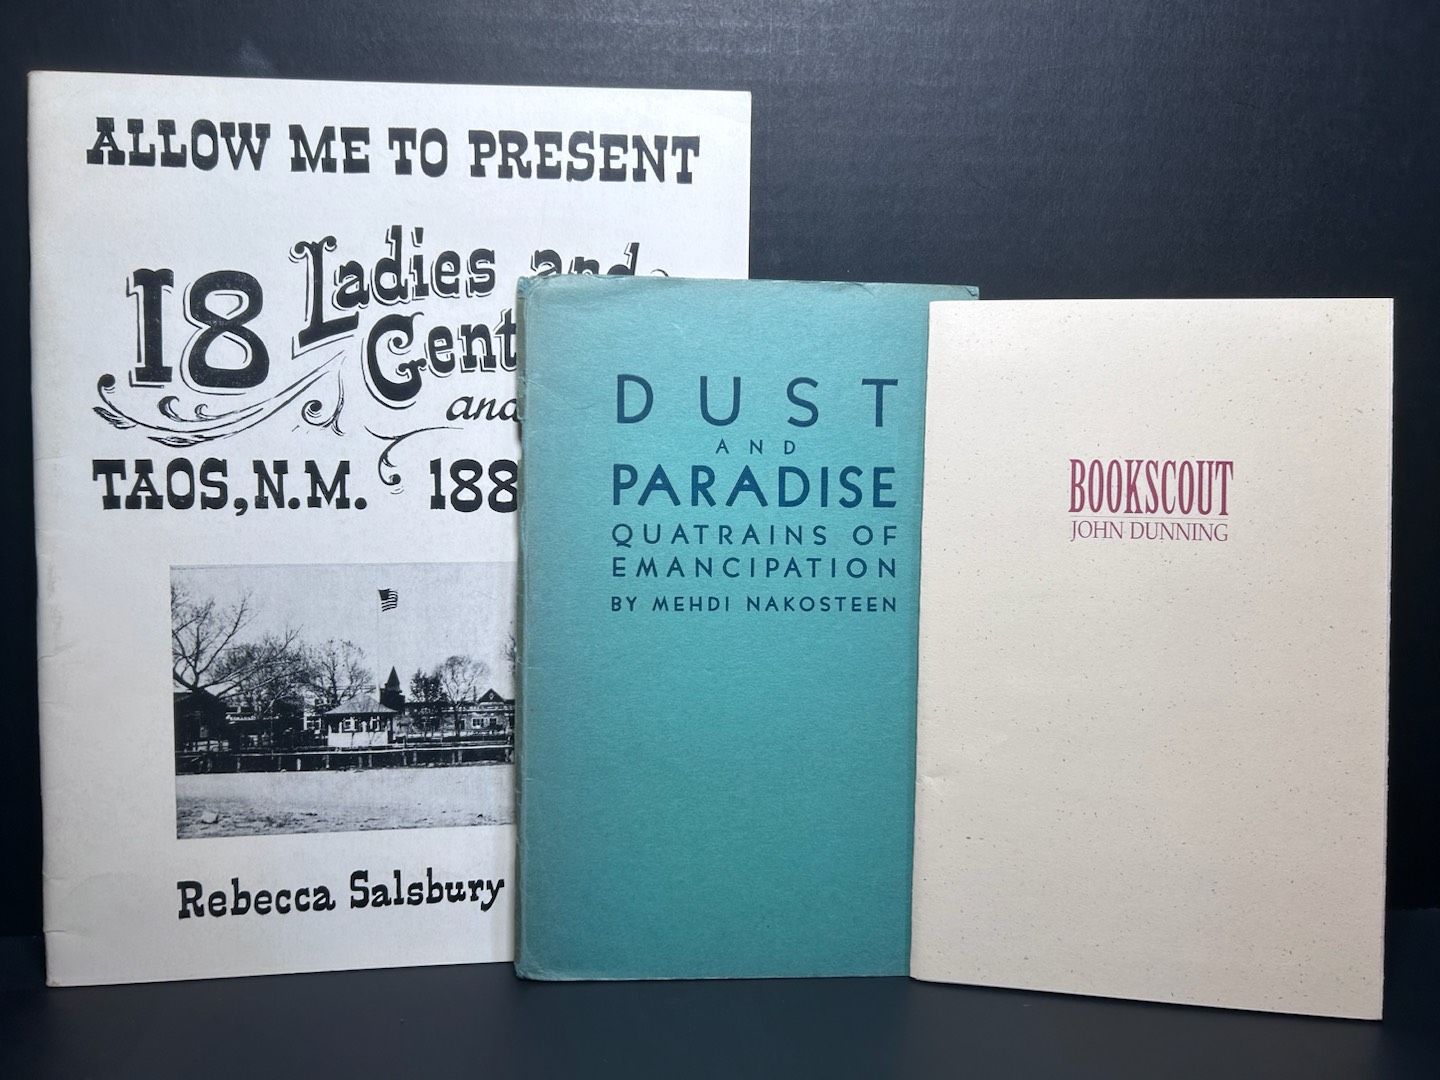 ALLOW ME TO PRESENT
18 Ladies and
Gent
and
TAOS, N.M. 188
Rebecca Salsbury
DUST
AND
PARADISE
QUATRAINS OF
EMANCIPATION
BY MEHDI NAKOSTEEN
BOOKSCOUT
JOHN DUNNING